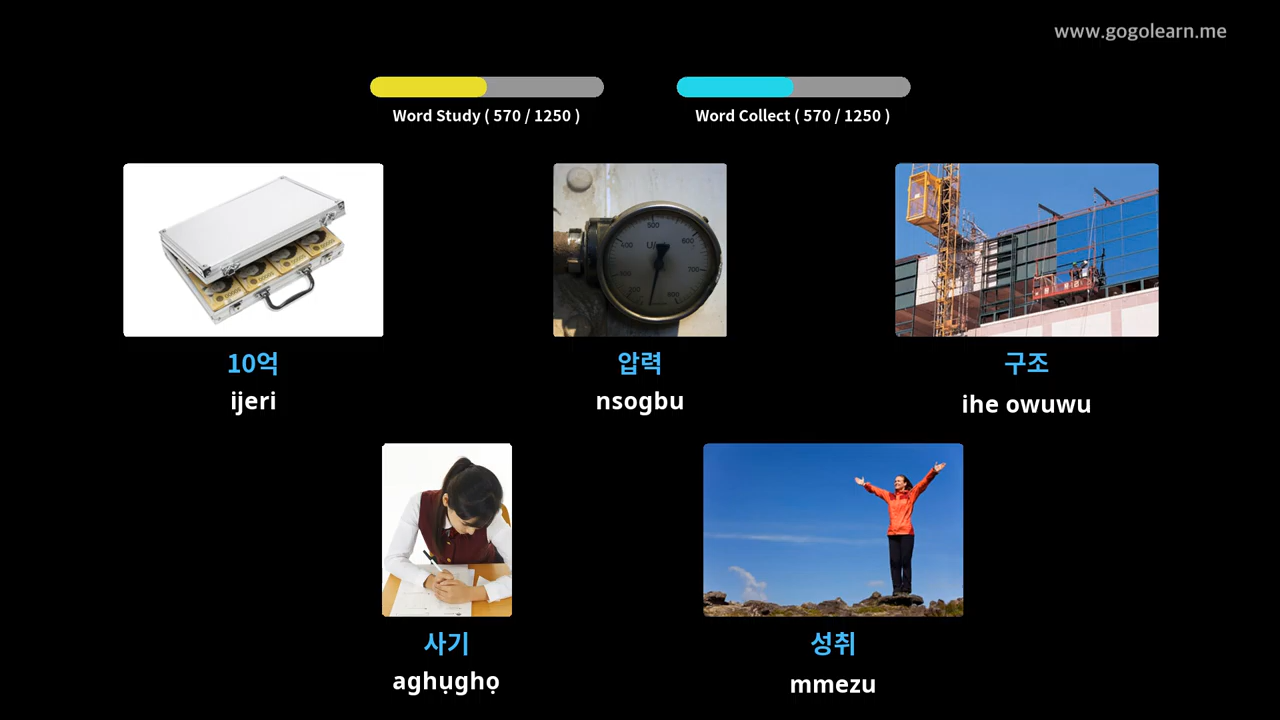 www.gogolearn.me
Word Study ( 570 / 1250 )
Word Collect ( 570 / 1250 )
10억
ijeri
압력
nsogbu
구조
ihe owuwu
사기
aghụghọ
성취
mmezu